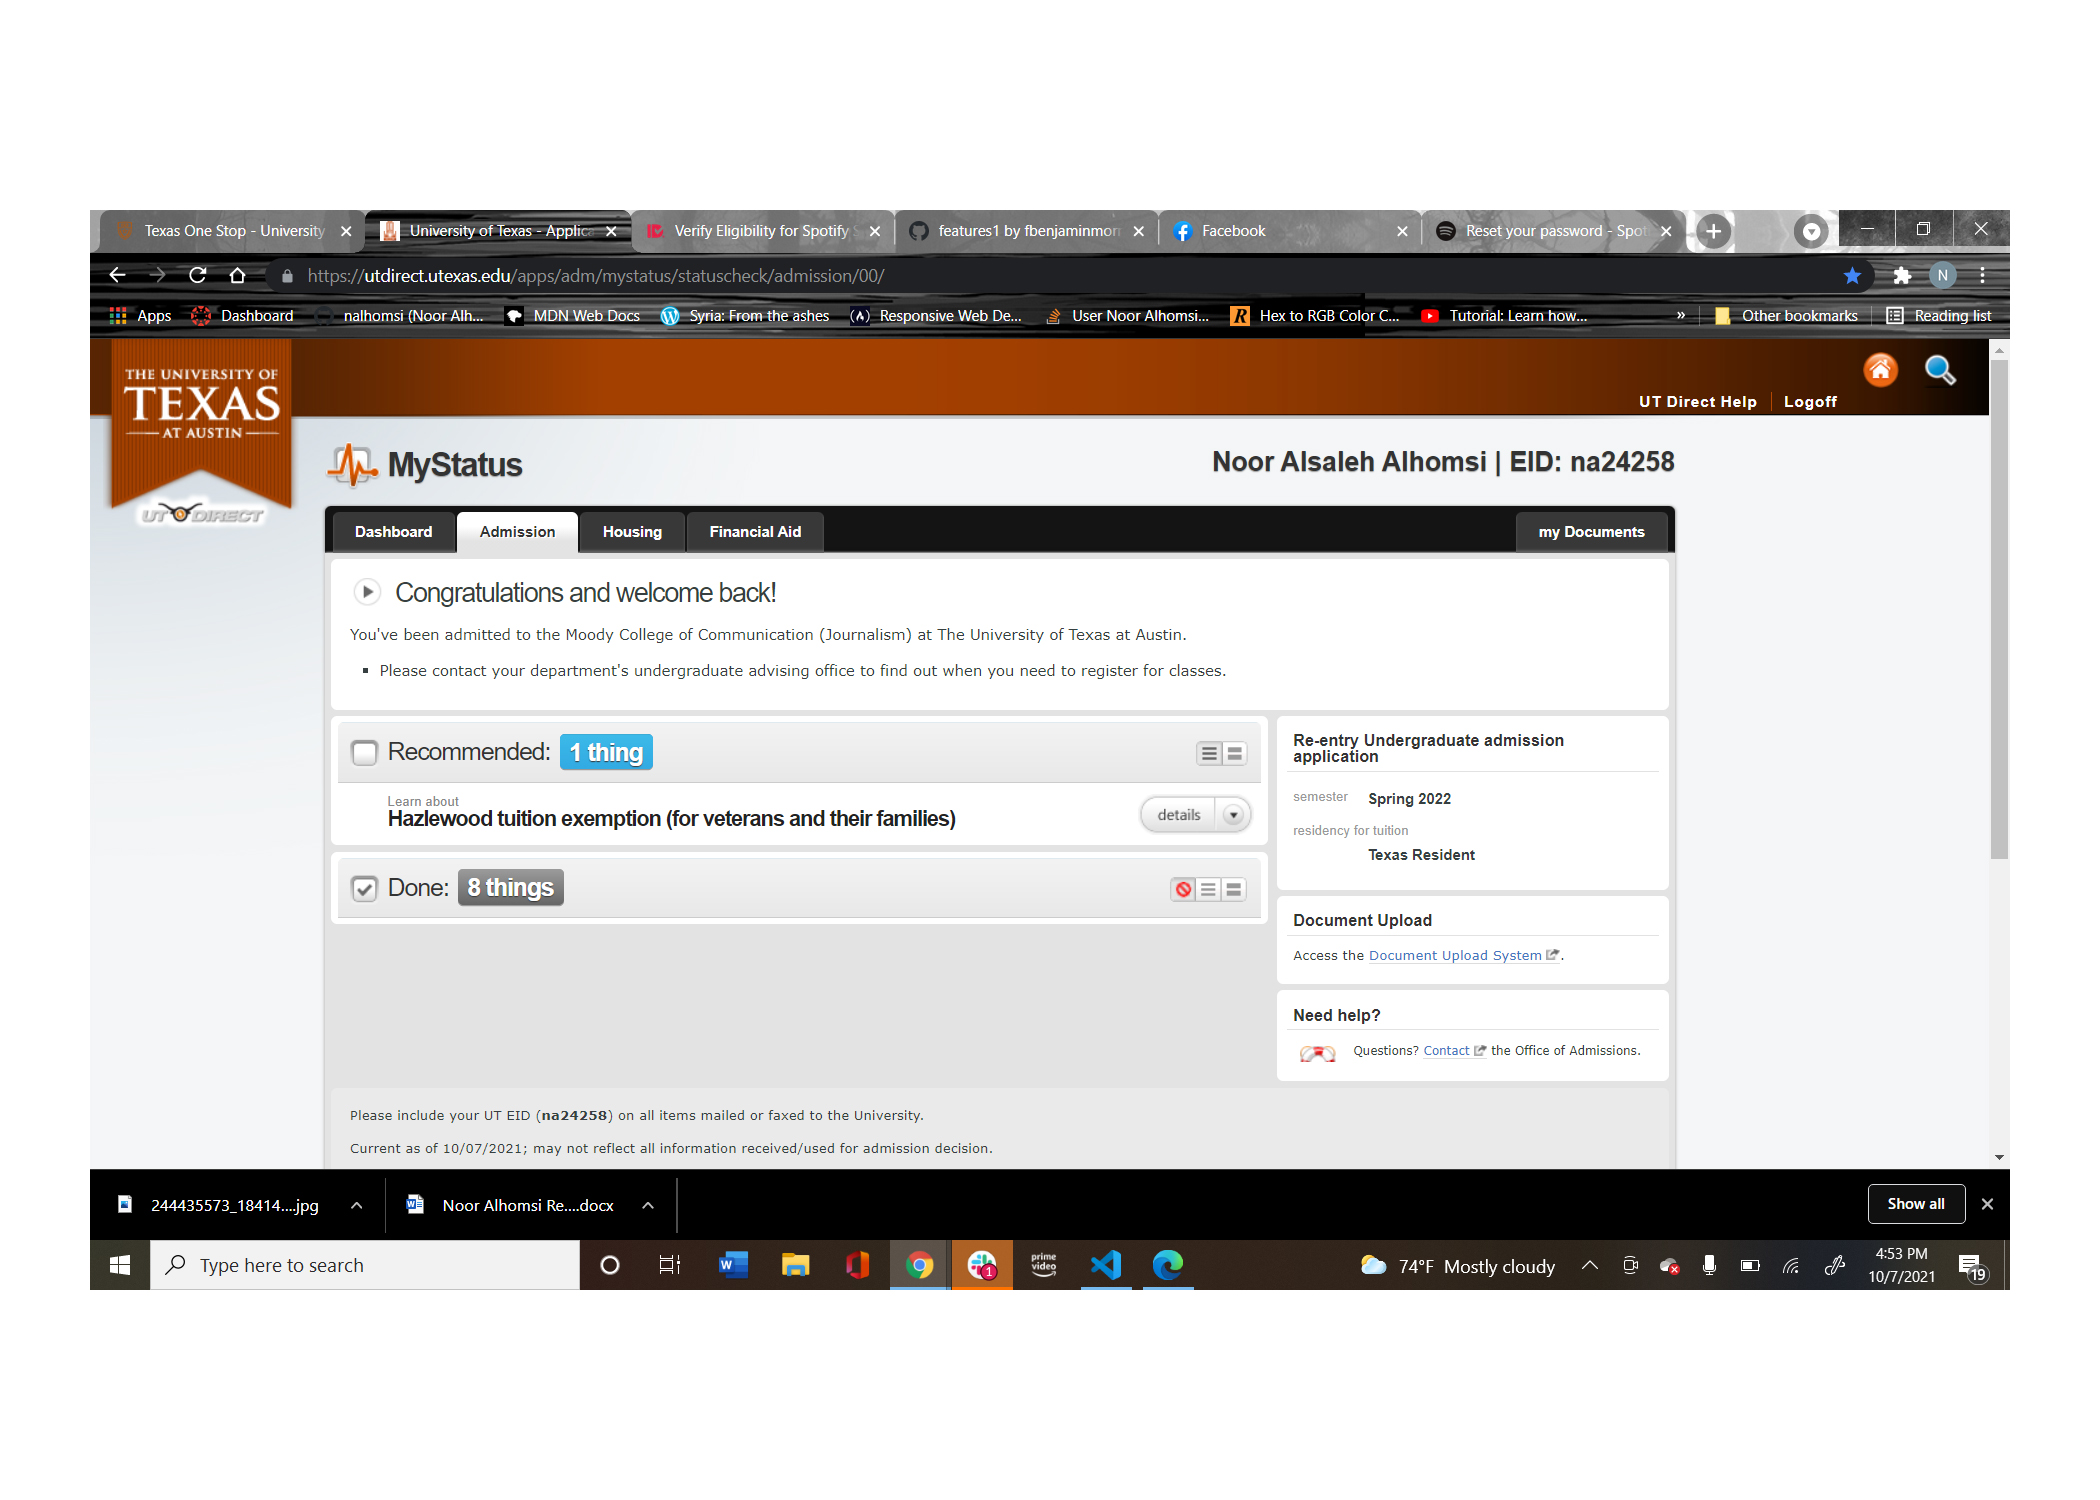 Texas One Stop - University
University of Texas - Applica
Verify Eligibility for Spotify S
features1 by fbenjaminmor
Facebook
Reset your password - Spot
https://utdirect.utexas.edu/apps/adm/mystatus/statuscheck/admission/00/
N
Apps
Dashboard
nalhomsi (Noor Alh...
MDN Web Docs
Syria: From the ashes
Responsive Web De...
User Noor Alhomsi...
Hex to RGB Color C...
Tutorial: Learn how...
»
Other bookmarks
Reading list
THE UNIVERSITY OF
TEXAS
AT AUSTIN
UT DIRECT
UT Direct Help
Logoff
MyStatus
Noor Alsaleh Alhomsi | EID: na24258
Dashboard
Admission
Housing
Financial Aid
my Documents
Congratulations and welcome back!
You've been admitted to the Moody College of Communication (Journalism) at The University of Texas at Austin.
Please contact your department's undergraduate advising office to find out when you need to register for classes.
Recommended: 1 thing
Learn about
Hazlewood tuition exemption (for veterans and their families)
details
Done: 8 things
Re-entry Undergraduate admission
application
semester Spring 2022
residency for tuition
Texas Resident
Document Upload
Access the Document Upload System.
Need help?
Questions? Contact the Office of Admissions.
Please include your UT EID (na24258) on all items mailed or faxed to the University.
Current as of 10/07/2021; may not reflect all information received/used for admission decision.
244435573_18414....jpg
Noor Alhomsi Re....docx
Show all
Type here to search
W
1
prime
video
74°F Mostly cloudy
4:53 PM
10/7/2021
19